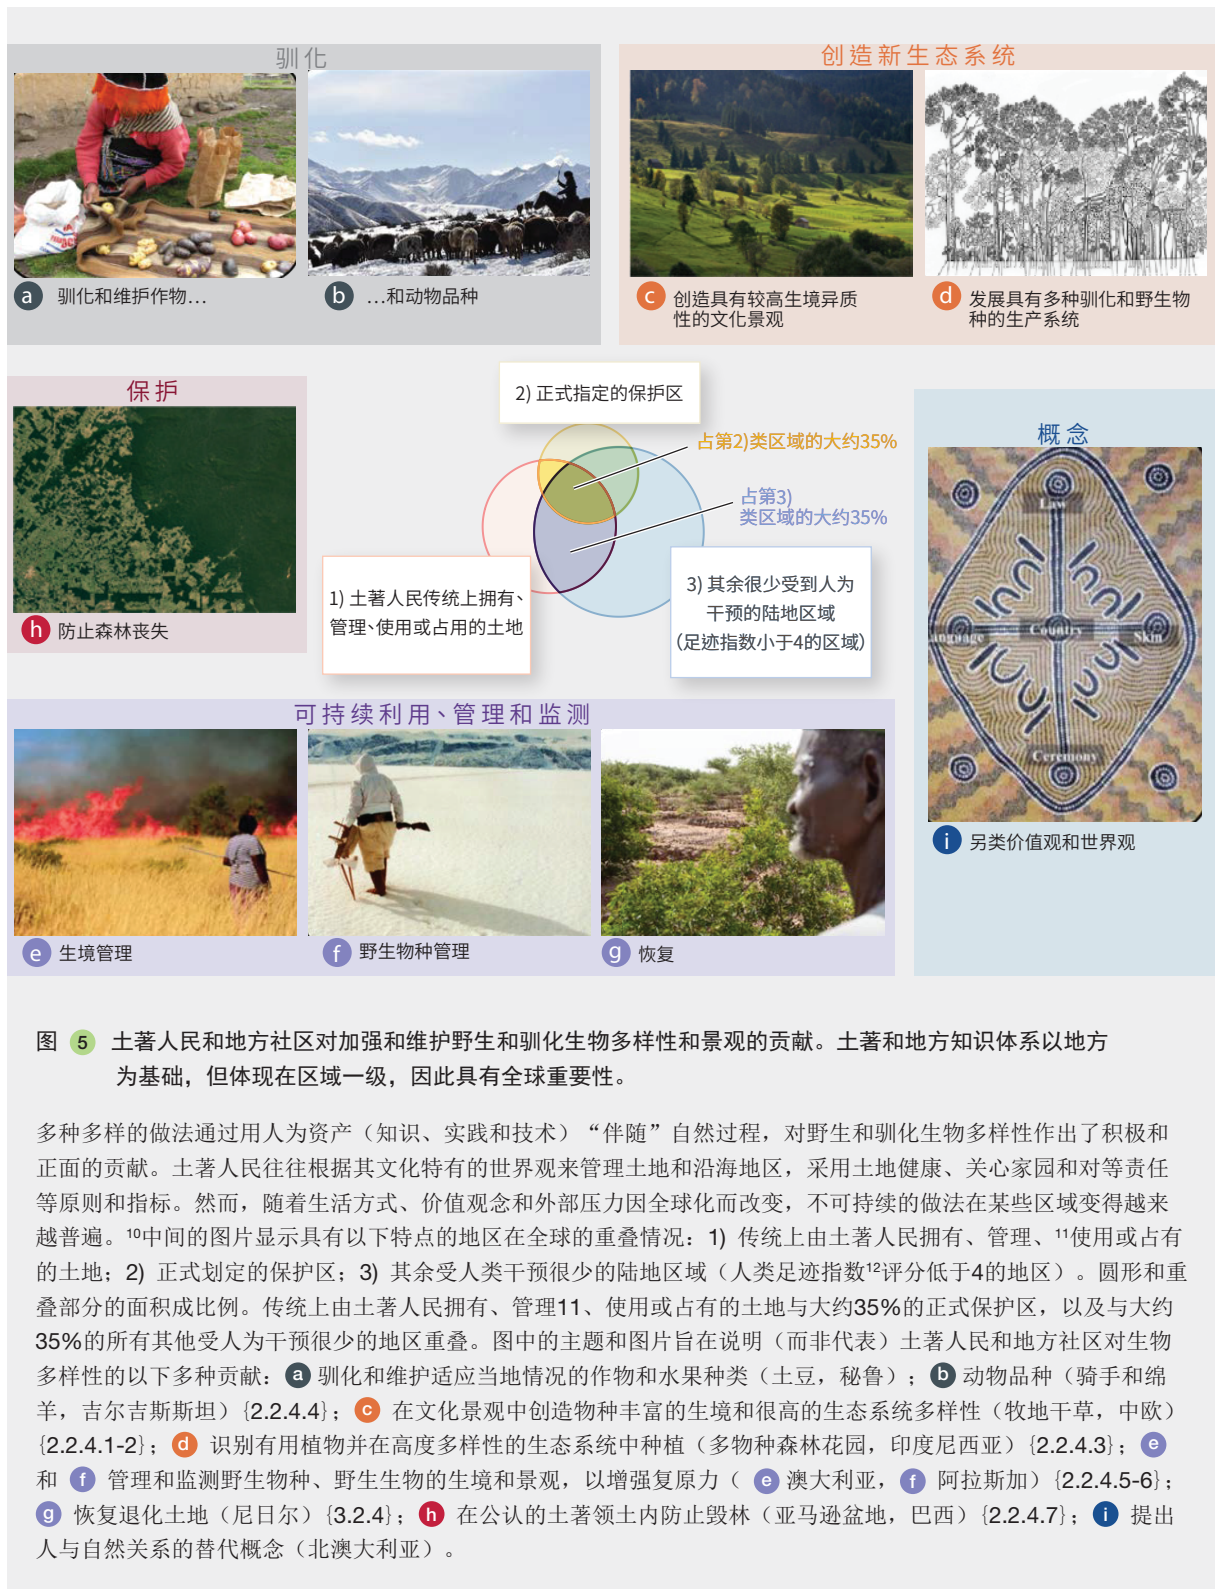 驯化
创造新生态系统
a 驯化和维护作物…
b …和动物品种
c 创造具有较高生境异质
性的文化景观
d 发展具有多种驯化和野生物
种的生产系统
保护
h 防止森林丧失
2) 正式指定的保护区
占第2)类区域的大约35%
占第3)
类区域的大约35%
1) 土著人民传统上拥有、
管理、使用或占用的土地
3) 其余很少受到人为
干预的陆地区域
(足迹指数小于4的区域)
概念
Law
Country
Skin
Ceremony
i 另类价值观和世界观
可持续利用、管理和监测
e 生境管理
f 野生物种管理
g 恢复
图 5 土著人民和地方社区对加强和维护野生和驯化生物多样性和景观的贡献。土著和地方知识体系以地方
为基础，但体现在区域一级，因此具有全球重要性。
多种多样的做法通过用人为资产（知识、实践和技术）“伴随”自然过程，对野生和驯化生物多样性作出了积极和
正面的贡献。土著人民往往根据其文化特有的世界观来管理土地和沿海地区，采用土地健康、关心家园和对等责任
等原则和指标。然而，随着生活方式、价值观念和外部压力因全球化而改变，不可持续的做法在某些区域变得越来
越普遍。¹⁰中间的图片显示具有以下特点的地区在全球的重叠情况：1) 传统上由土著人民拥有、管理、¹¹使用或占有
的土地；2) 正式划定的保护区；3) 其余受人类干预很少的陆地区域（人类足迹指数¹²评分低于4的地区）。圆形和重
叠部分的面积成比例。传统上由土著人民拥有、管理11、使用或占有的土地与大约35%的正式保护区，以及与大约
35%的所有其他受人为干预很少的地区重叠。图中的主题和图片旨在说明（而非代表）土著人民和地方社区对生物
多样性的以下多种贡献：a 驯化和维护适应当地情况的作物和水果种类（土豆，秘鲁）；b 动物品种（骑手和绵
羊，吉尔吉斯斯坦）{2.2.4.4}；c 在文化景观中创造物种丰富的生境和很高的生态系统多样性（牧地干草，中欧）
{2.2.4.1-2}；d 识别有用植物并在高度多样性的生态系统中种植（多物种森林花园，印度尼西亚）{2.2.4.3}；e
和 f 管理和监测野生物种、野生生物的生境和景观，以增强复原力（ e 澳大利亚， f 阿拉斯加）{2.2.4.5-6}；
g 恢复退化土地（尼日尔）{3.2.4}；h 在公认的土著领土内防止毁林（亚马逊盆地，巴西）{2.2.4.7}；i 提出
人与自然关系的替代概念（北澳大利亚）。